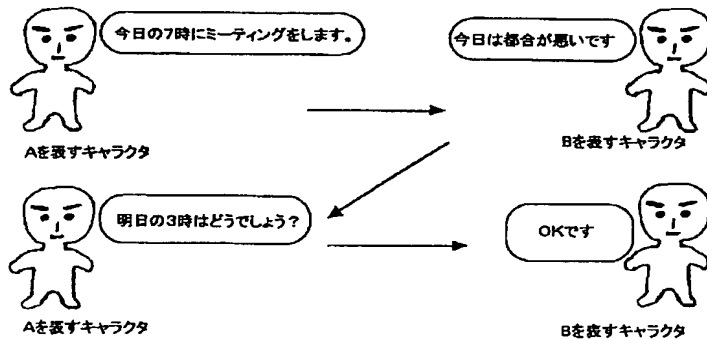 今日の7時にミーティングをします。
今日は都合が悪いです
Aを表すキャラクタ
Bを表すキャラクタ
明日の3時はどうでしょう？
OKです
Aを表すキャラクタ
Bを表すキャラクタ